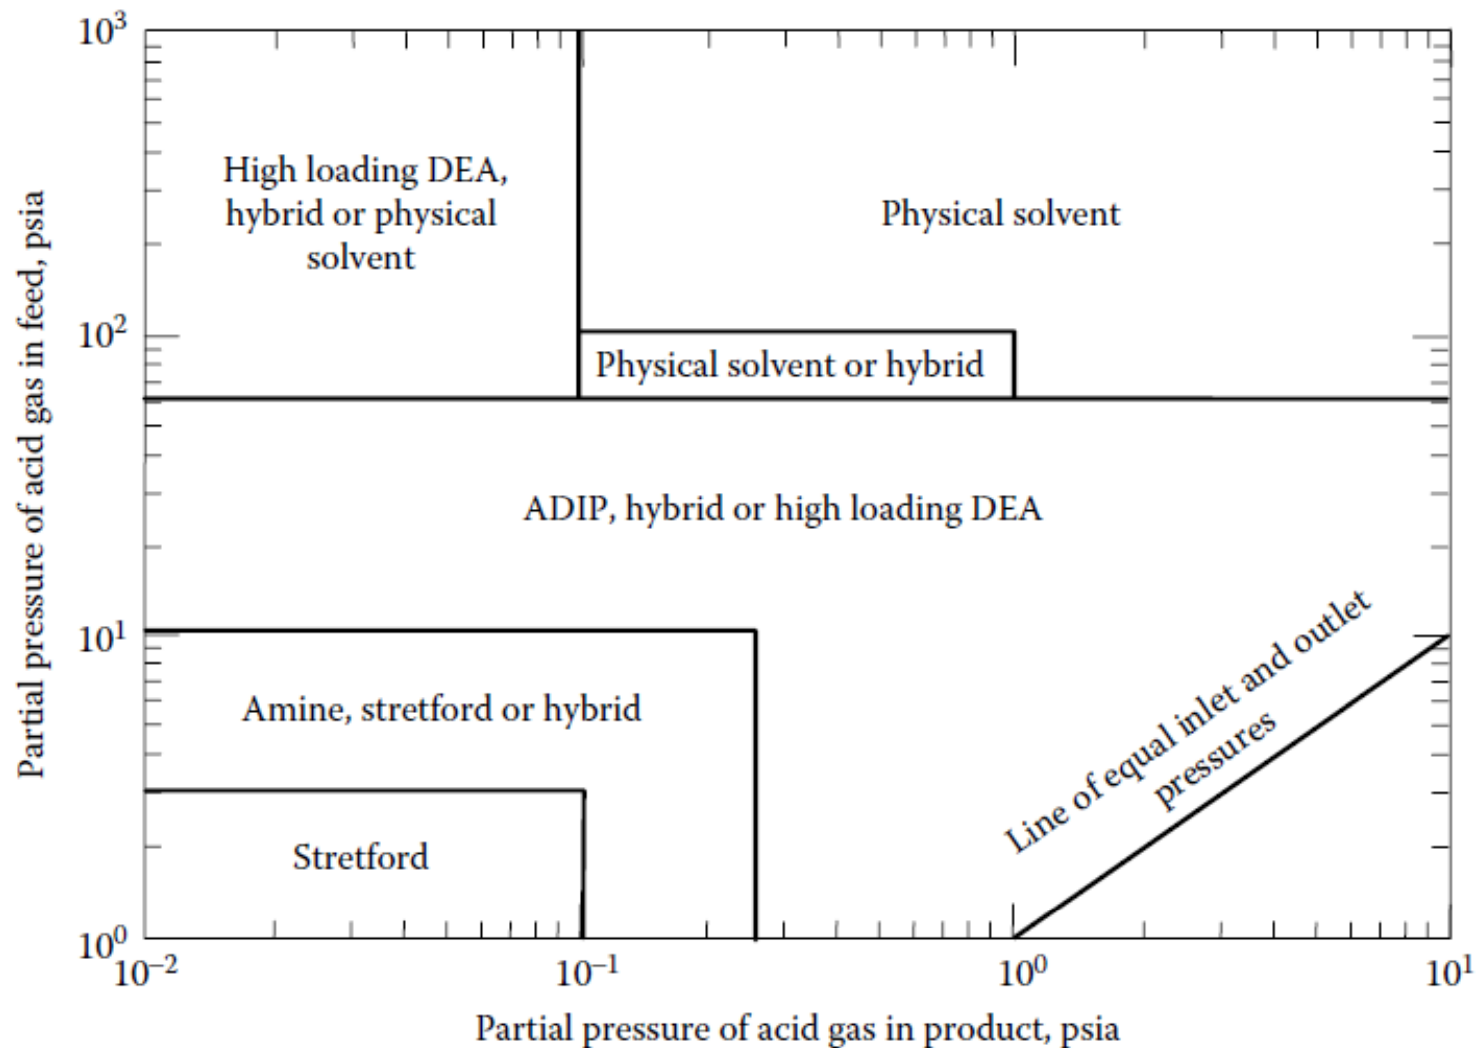 10³
High loading DEA,
hybrid or physical
solvent
Physical solvent
10²
Physical solvent or hybrid
ADIP, hybrid or high loading DEA
10¹
Amine, stretford or hybrid
Line of equal inlet and outlet
pressures
Stretford
10⁰
10⁻²
10⁻¹
10⁰
10¹
Partial pressure of acid gas in feed, psia
Partial pressure of acid gas in product, psia